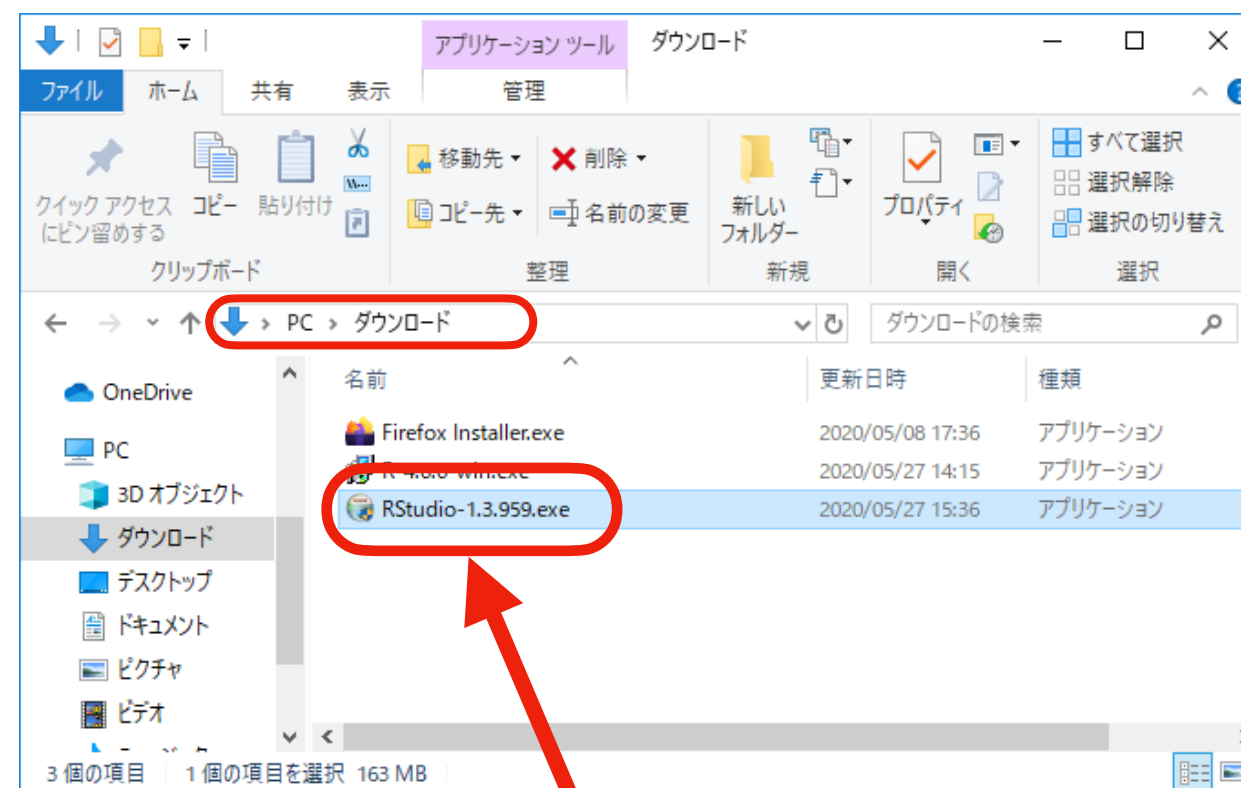 アプリケーション ツール ダウンロード
ファイル ホーム 共有 表示 管理
クイック アクセス
にピン留めする
コピー
貼り付け
移動先
コピー先
削除
名前の変更
新しい
フォルダー
プロパティ
すべて選択
選択解除
選択の切り替え
クリップボード 整理 新規 開く 選択
PC ダウンロード ダウンロードの検索
名前 更新日時 種類
OneDrive
PC
3D オブジェクト
ダウンロード
デスクトップ
ドキュメント
ピクチャ
ビデオ
Firefox Installer.exe 2020/05/08 17:36 アプリケーション
2020/05/27 14:15 アプリケーション
RStudio-1.3.959.exe 2020/05/27 15:36 アプリケーション
3 個の項目 1 個の項目を選択 163 MB